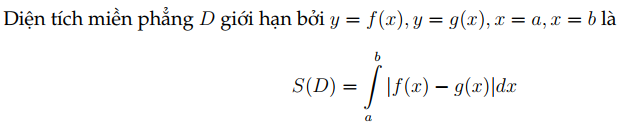 Diện tích miền phẳng D giới hạn bởi y = f(x), y = g(x), x = a, x = b là
S(D) = ∫_a^b |f(x) − g(x)|dx